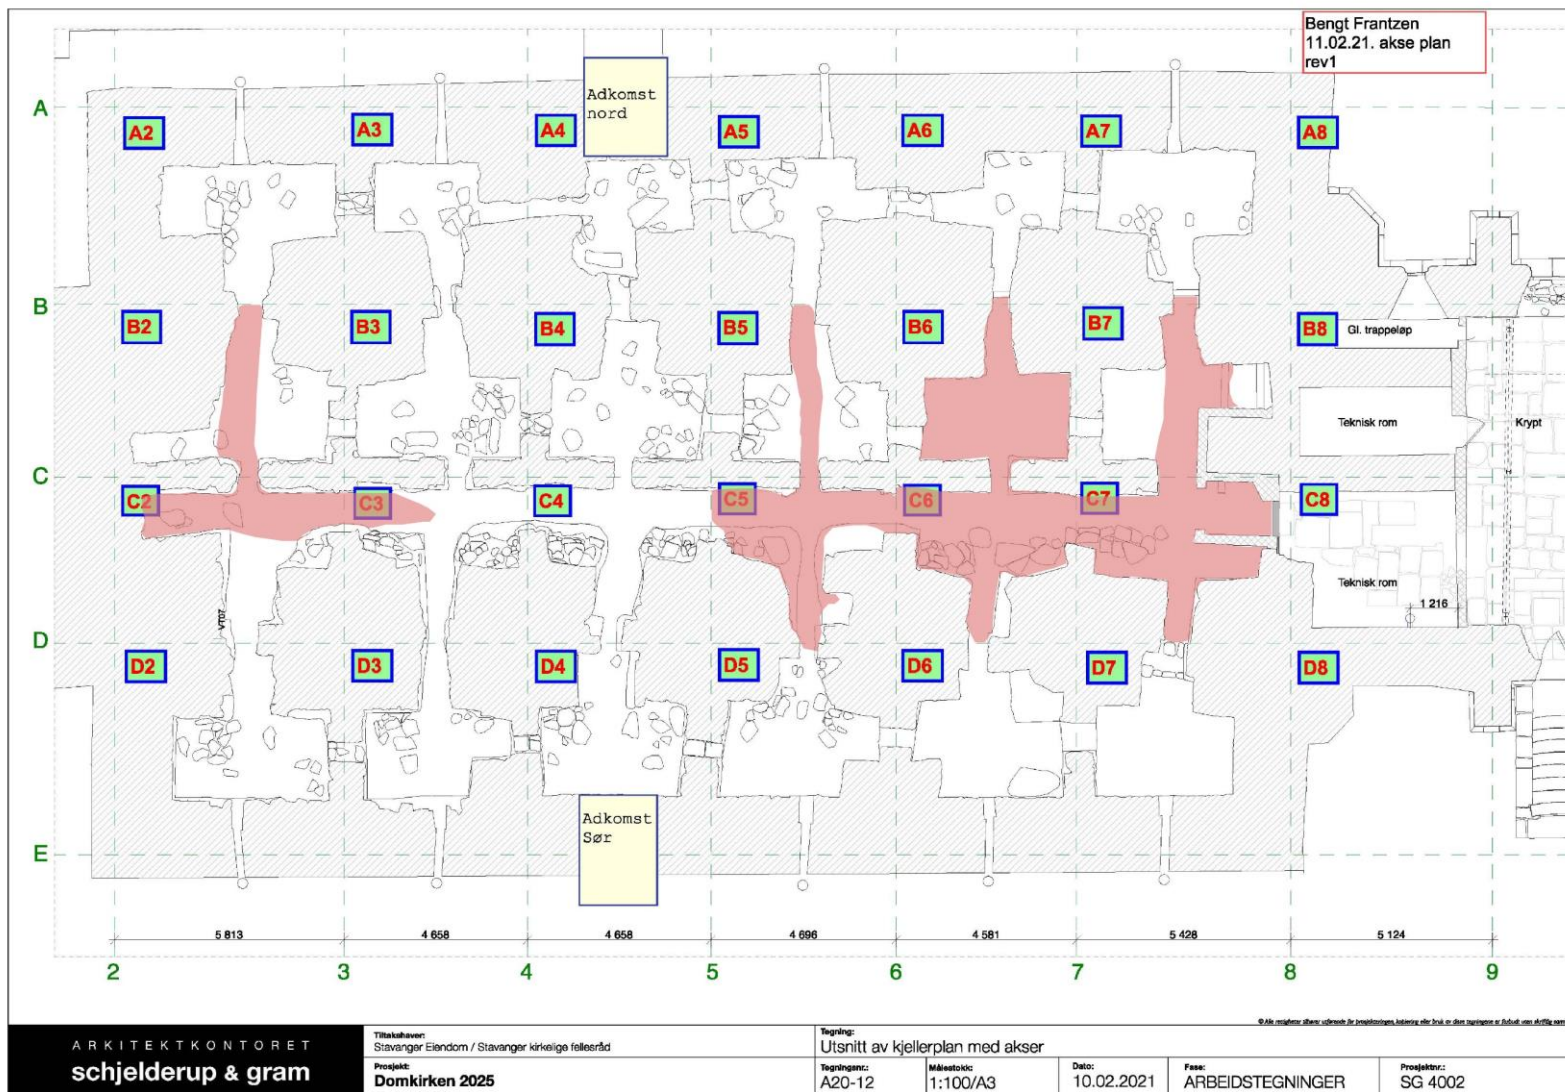 Bengt Frantzen
11.02.21. akse plan
rev1
Adkomst
nord
A
A2
A3
A4
A5
A6
A7
A8
B
B2
B3
B4
B5
B6
B7
B8
Gl. trappeløp
Teknisk rom
Krypt
C
C2
C3
C4
C5
C6
C7
C8
Teknisk rom
1 216
VT07
D
D2
D3
D4
D5
D6
D7
D8
Adkomst
Sør
E
5 813
4 658
4 658
4 696
4 581
5 428
5 124
2
3
4
5
6
7
8
9
ARKITEKTKONTORET
schjelderup & gram
Tiltakshaver:
Stavanger Eiendom / Stavanger kirkelige fellesråd
Prosjekt:
Domkirken 2025
Tegning:
Utsnitt av kjellerplan med akser
Tegningsnr.:
A20-12
Målestokk:
1:100/A3
Dato:
10.02.2021
Fase:
ARBEIDSTEGNINGER
Prosjektnr.:
SG 4002